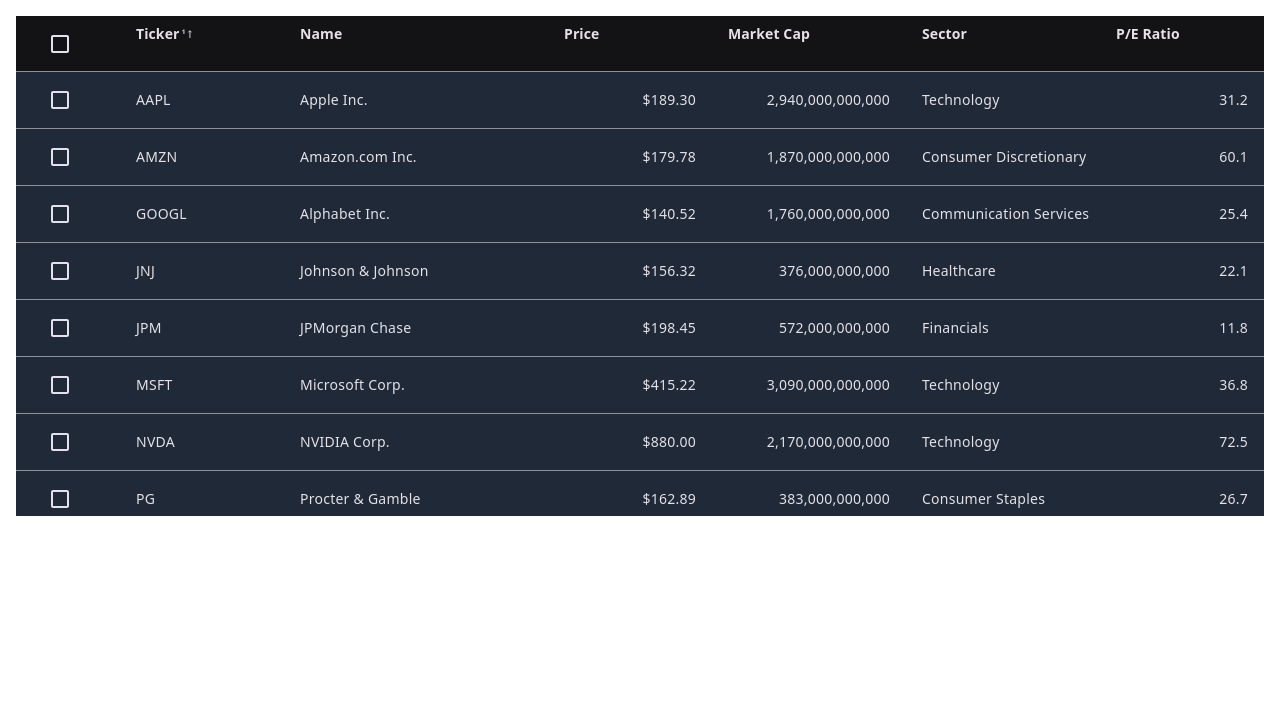 Ticker ¹↑ Name Price Market Cap Sector P/E Ratio
AAPL Apple Inc. $189.30 2,940,000,000,000 Technology 31.2
AMZN Amazon.com Inc. $179.78 1,870,000,000,000 Consumer Discretionary 60.1
GOOGL Alphabet Inc. $140.52 1,760,000,000,000 Communication Services 25.4
JNJ Johnson & Johnson $156.32 376,000,000,000 Healthcare 22.1
JPM JPMorgan Chase $198.45 572,000,000,000 Financials 11.8
MSFT Microsoft Corp. $415.22 3,090,000,000,000 Technology 36.8
NVDA NVIDIA Corp. $880.00 2,170,000,000,000 Technology 72.5
PG Procter & Gamble $162.89 383,000,000,000 Consumer Staples 26.7